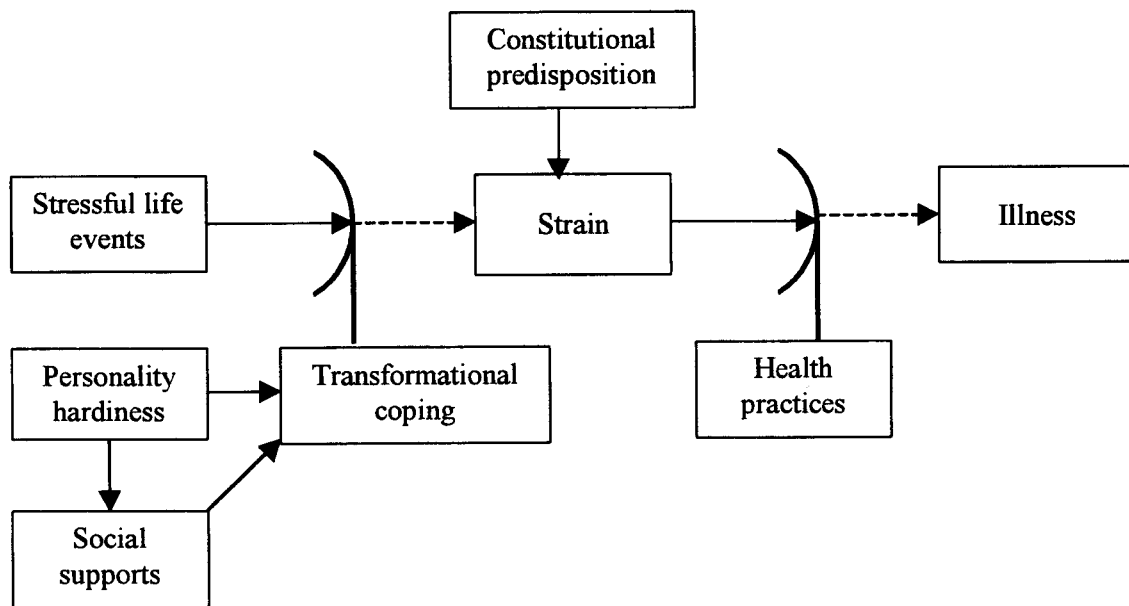 Constitutional
predisposition
Stressful life
events
Strain
Illness
Personality
hardiness
Transformational
coping
Health
practices
Social
supports